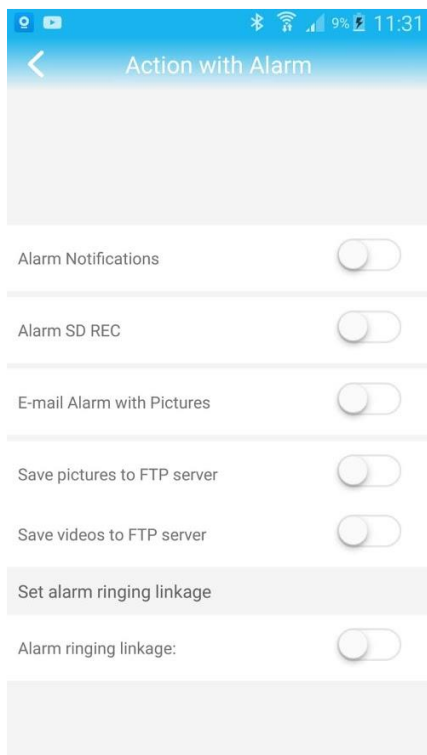 9% 11:31
Action with Alarm
Alarm Notifications
Alarm SD REC
E-mail Alarm with Pictures
Save pictures to FTP server
Save videos to FTP server
Set alarm ringing linkage
Alarm ringing linkage: